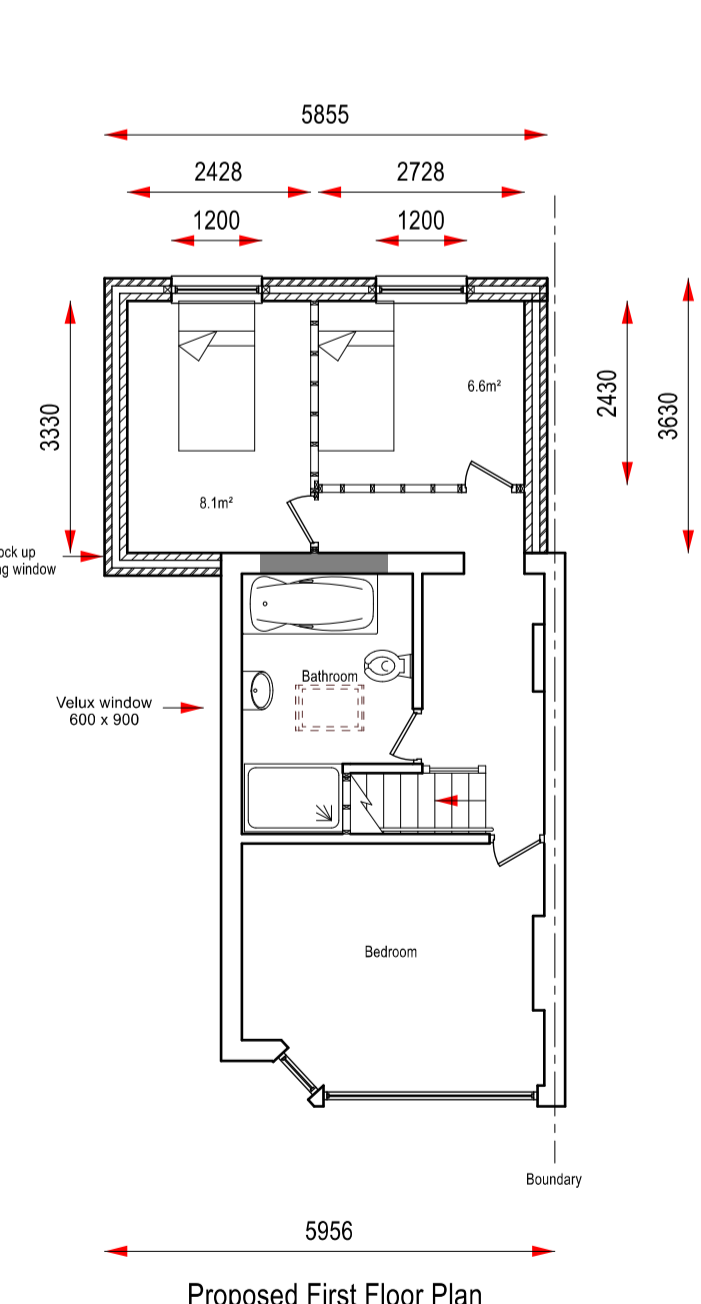 5855
2428 2728
1200 1200
6.6m²
2430
3630
3330
8.1m²
ock up
ng window
Bathroom
Velux window
600 x 900
Bedroom
Boundary
5956
Proposed First Floor Plan